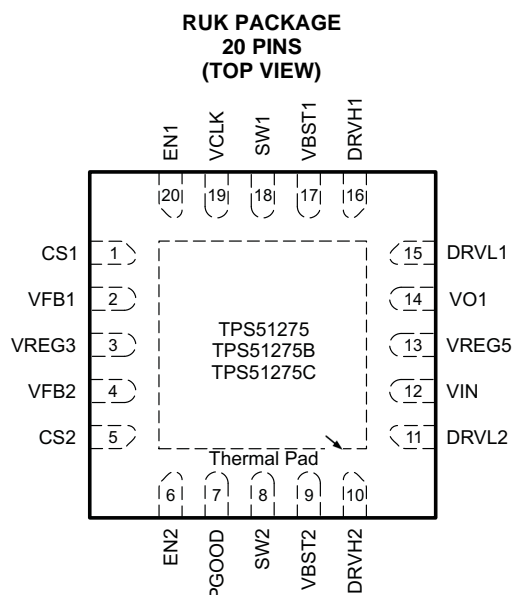 RUK PACKAGE
20 PINS
(TOP VIEW)
EN1
VCLK
SW1
VBST1
DRVH1
20
19
18
17
16
CS1 1
15 DRVL1
VFB1 2
14 VO1
VREG3 3
13 VREG5
VFB2 4
12 VIN
CS2 5
11 DRVL2
TPS51275
TPS51275B
TPS51275C
Thermal Pad
6
7
8
9
10
EN2
PGOOD
SW2
VBST2
DRVH2